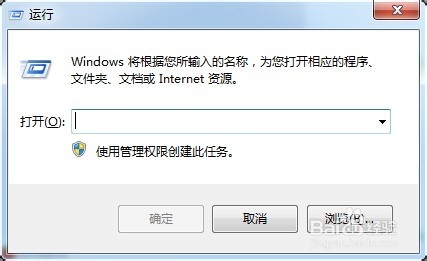 运行
Windows 将根据您所输入的名称，为您打开相应的程序、
文件夹、文档或 Internet 资源。
打开(O):
使用管理权限创建此任务。
确定
取消
浏览(B)...
Baidu经验
jingyan.baidu.com